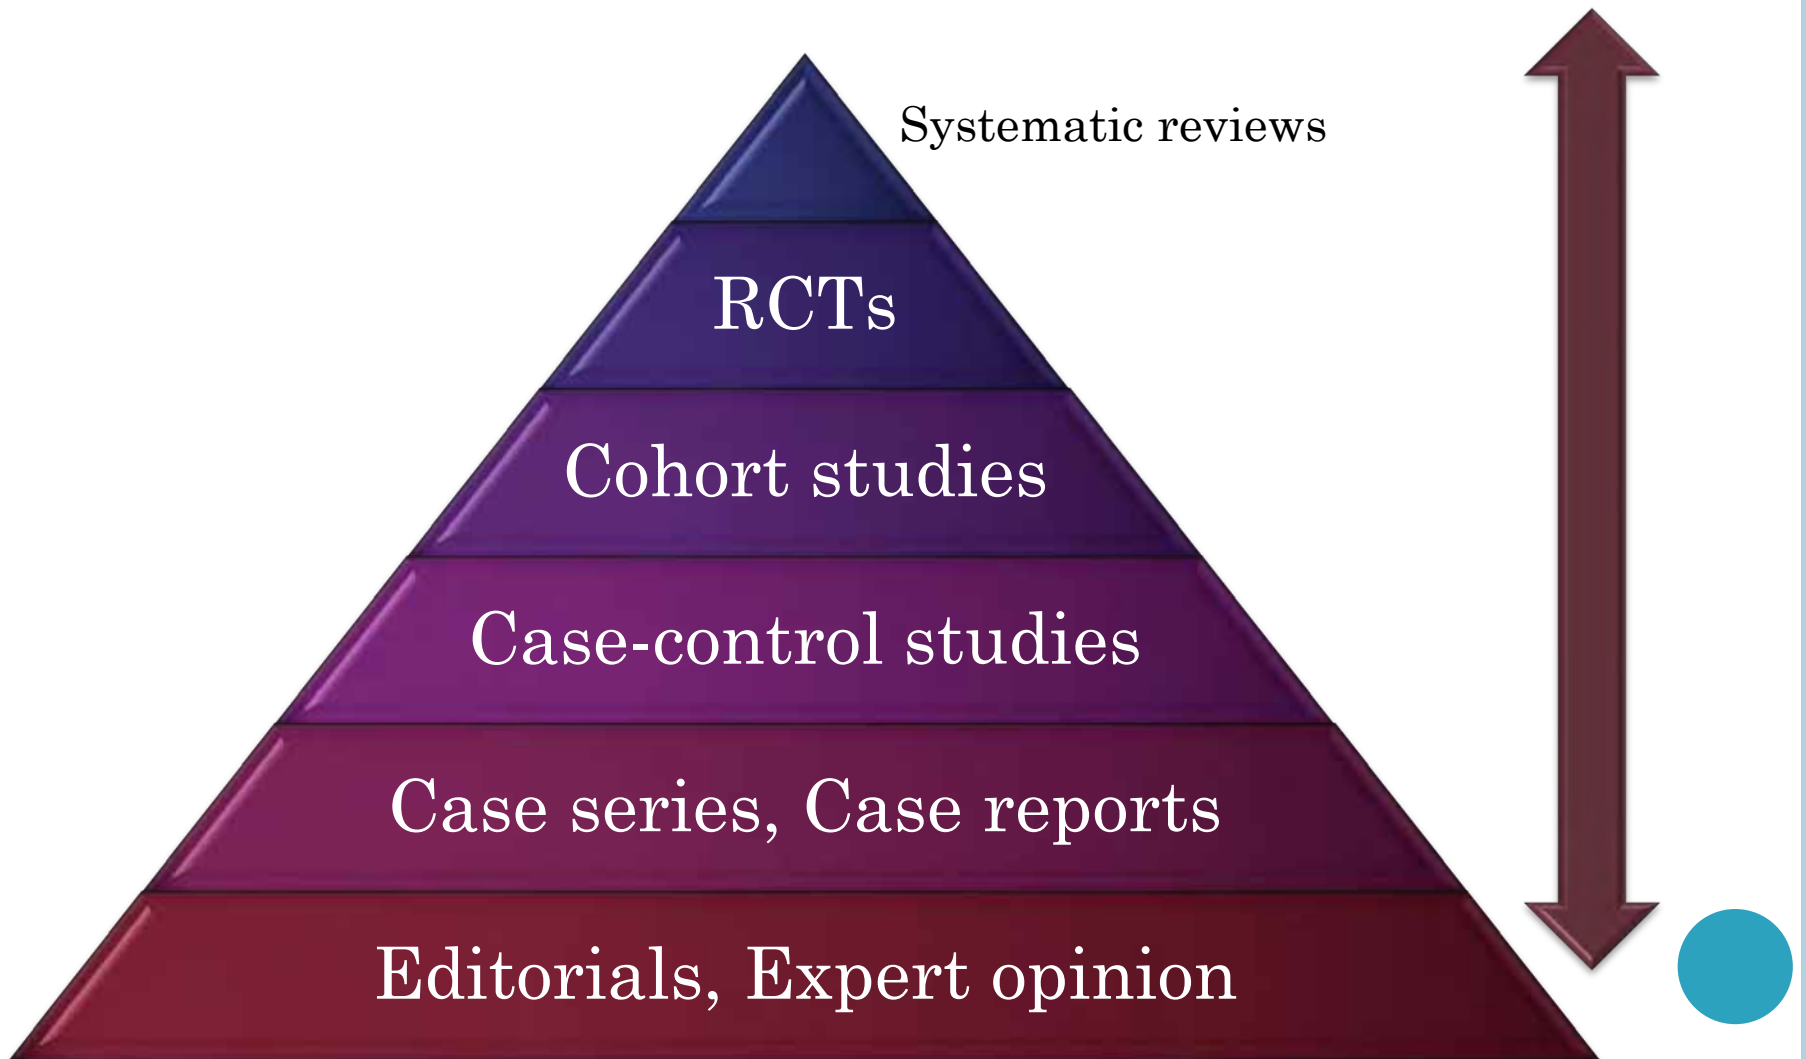 Systematic reviews
RCTs
Cohort studies
Case-control studies
Case series, Case reports
Editorials, Expert opinion